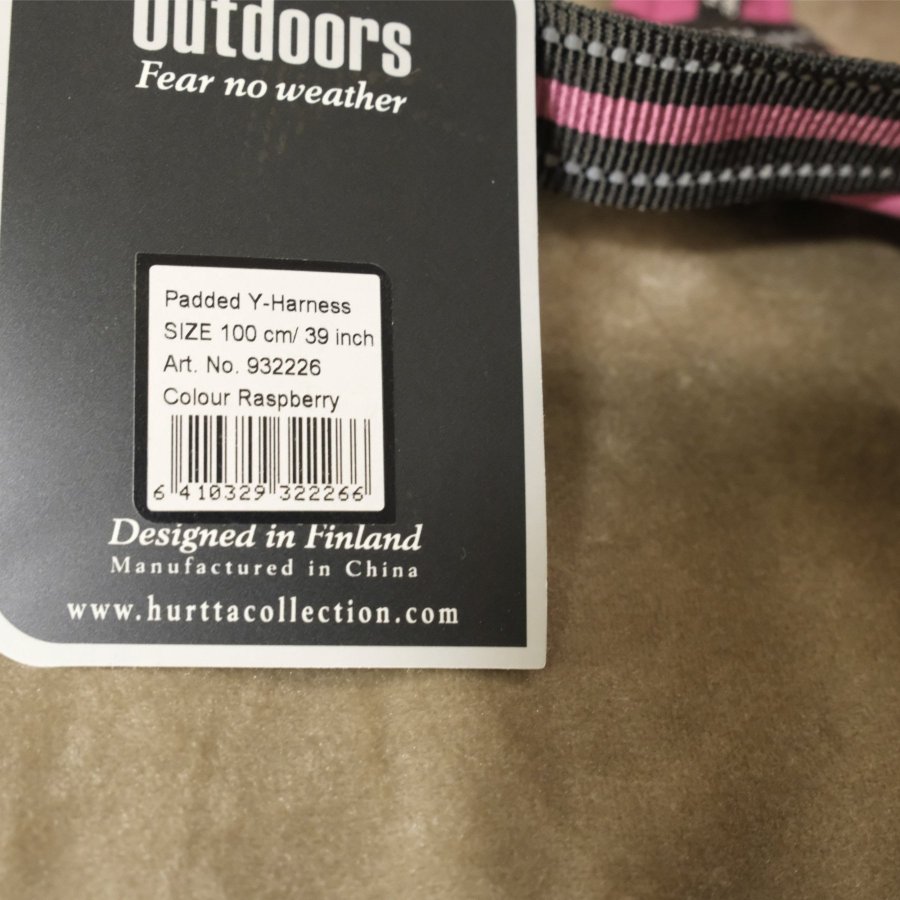 Outdoors
Fear no weather
Padded Y-Harness
SIZE 100 cm/ 39 inch
Art. No. 932226
Colour Raspberry
6 410329 322266
Designed in Finland
Manufactured in China
www.hurttacollection.com